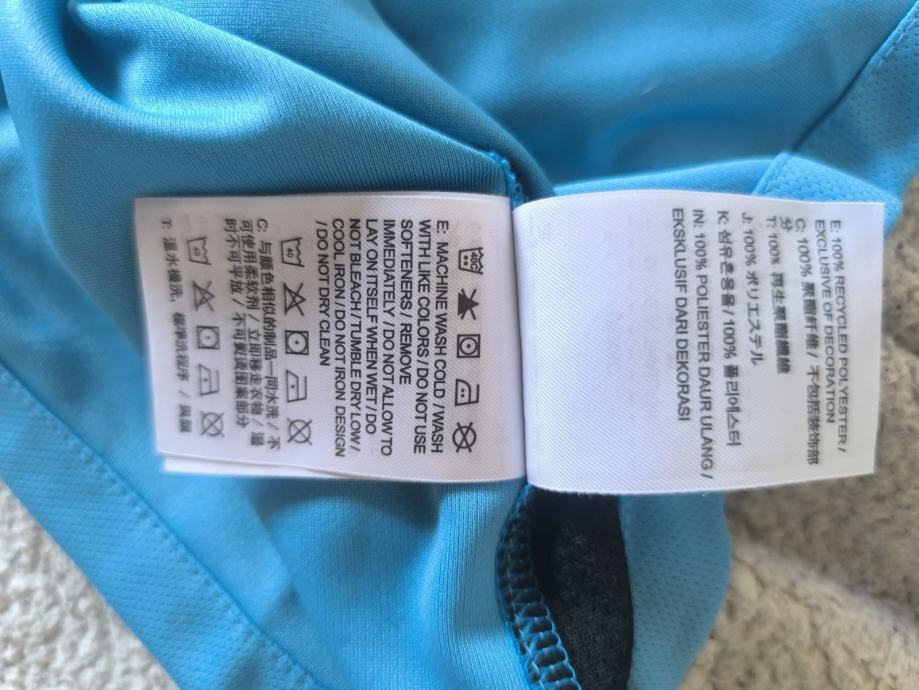 E: 100% RECYCLED POLYESTER /
EXCLUSIVE OF DECORATION
C: 100% 聚酯纤维 / 不包括装饰部
分
T: 100% 再生聚酯纖維
J: 100% ポリエステル
K: 섬유혼용율 / 100% 폴리에스터
IN: 100% POLIESTER DAUR ULANG /
EKSKLUSIF DARI DEKORASI
40C
E: MACHINE WASH COLD / WASH
WITH LIKE COLORS / DO NOT USE
SOFTENERS / REMOVE
IMMEDIATELY / DO NOT ALLOW TO
LAY ON ITSELF WHEN WET / DO
NOT BLEACH / TUMBLE DRY LOW /
COOL IRON / DO NOT IRON DESIGN
/ DO NOT DRY CLEAN
40
C: 与颜色相似的制品一同水洗 / 不
可使用柔软剂 / 立即移走衣物 / 湿
时不可平放 / 不可熨烫图案部分
40
T: 溫水機洗，標準洗程序 / 與顏